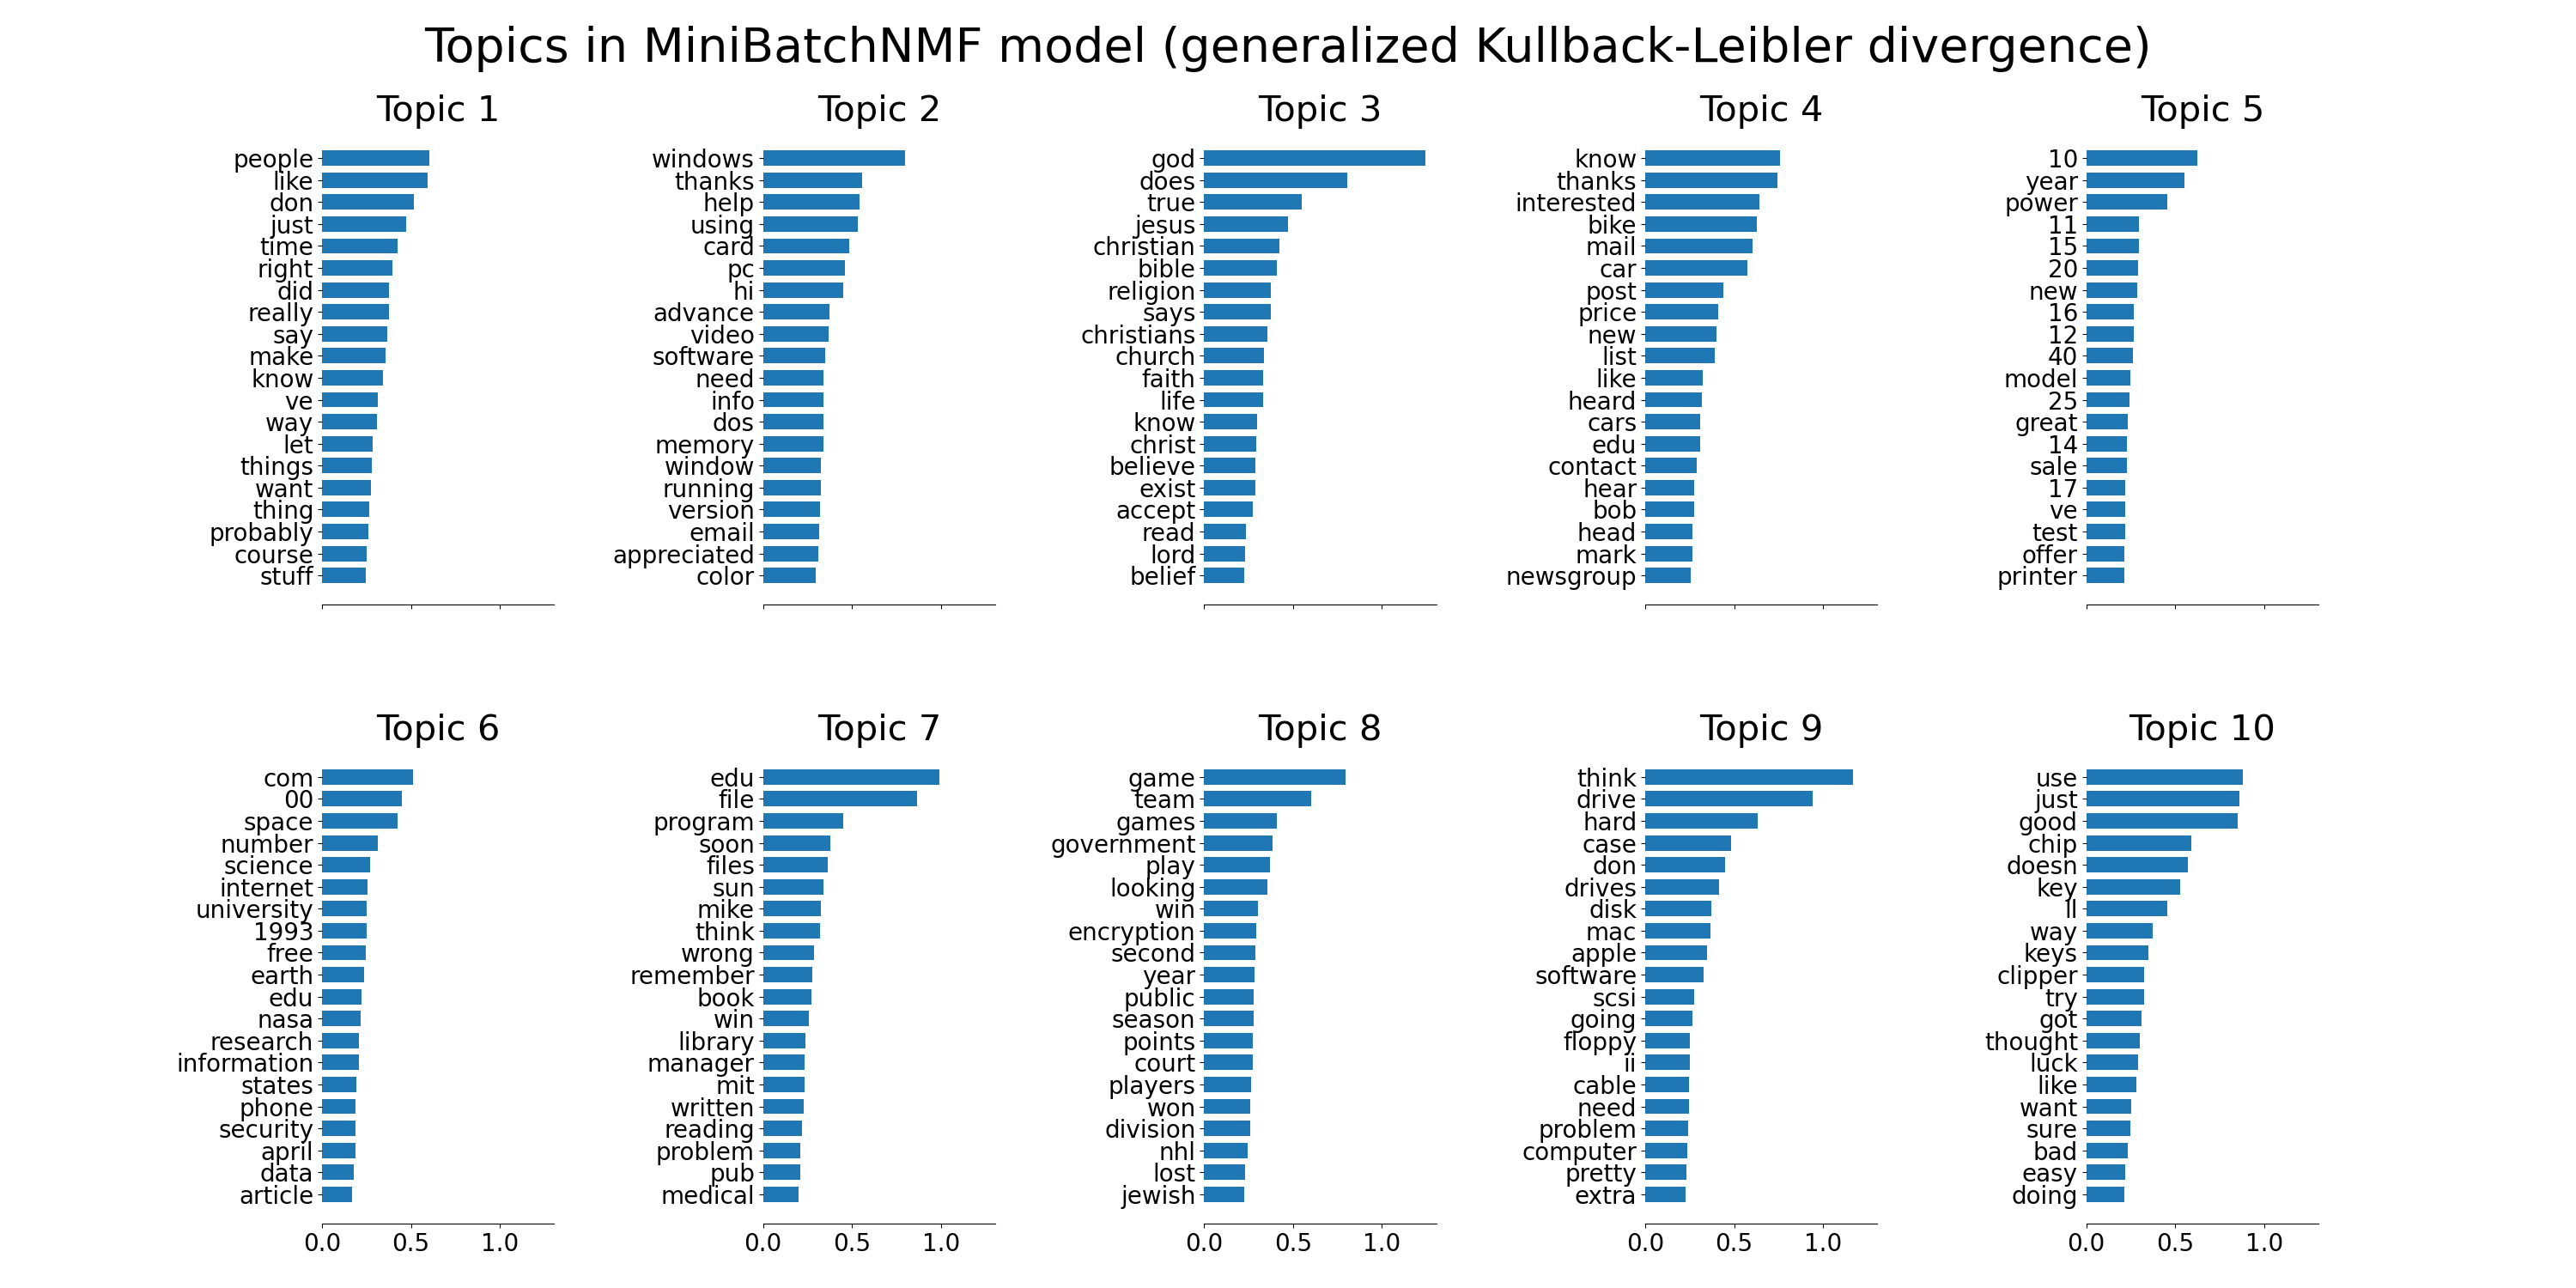 Topics in MiniBatchNMF model (generalized Kullback-Leibler divergence)
Topic 1
people
like
don
just
time
right
did
really
say
make
know
ve
way
let
things
want
thing
probably
course
stuff
Topic 2
windows
thanks
help
using
card
pc
hi
advance
video
software
need
info
dos
memory
window
running
version
email
appreciated
color
Topic 3
god
does
true
jesus
christian
bible
religion
says
christians
church
faith
life
know
christ
believe
exist
accept
read
lord
belief
Topic 4
know
thanks
interested
bike
mail
car
post
price
new
list
like
heard
cars
edu
contact
hear
bob
head
mark
newsgroup
Topic 5
10
year
power
11
15
20
new
16
12
40
model
25
great
14
sale
17
ve
test
offer
printer
Topic 6
com
00
space
number
science
internet
university
1993
free
earth
edu
nasa
research
information
states
phone
security
april
data
article
0.0 0.5 1.0
Topic 7
edu
file
program
soon
files
sun
mike
think
wrong
remember
book
win
library
manager
mit
written
reading
problem
pub
medical
0.0 0.5 1.0
Topic 8
game
team
games
government
play
looking
win
encryption
second
year
public
season
points
court
players
won
division
nhl
lost
jewish
0.0 0.5 1.0
Topic 9
think
drive
hard
case
don
drives
disk
mac
apple
software
scsi
going
floppy
ii
cable
need
problem
computer
pretty
extra
0.0 0.5 1.0
Topic 10
use
just
good
chip
doesn
key
ll
way
keys
clipper
try
got
thought
luck
like
want
sure
bad
easy
doing
0.0 0.5 1.0